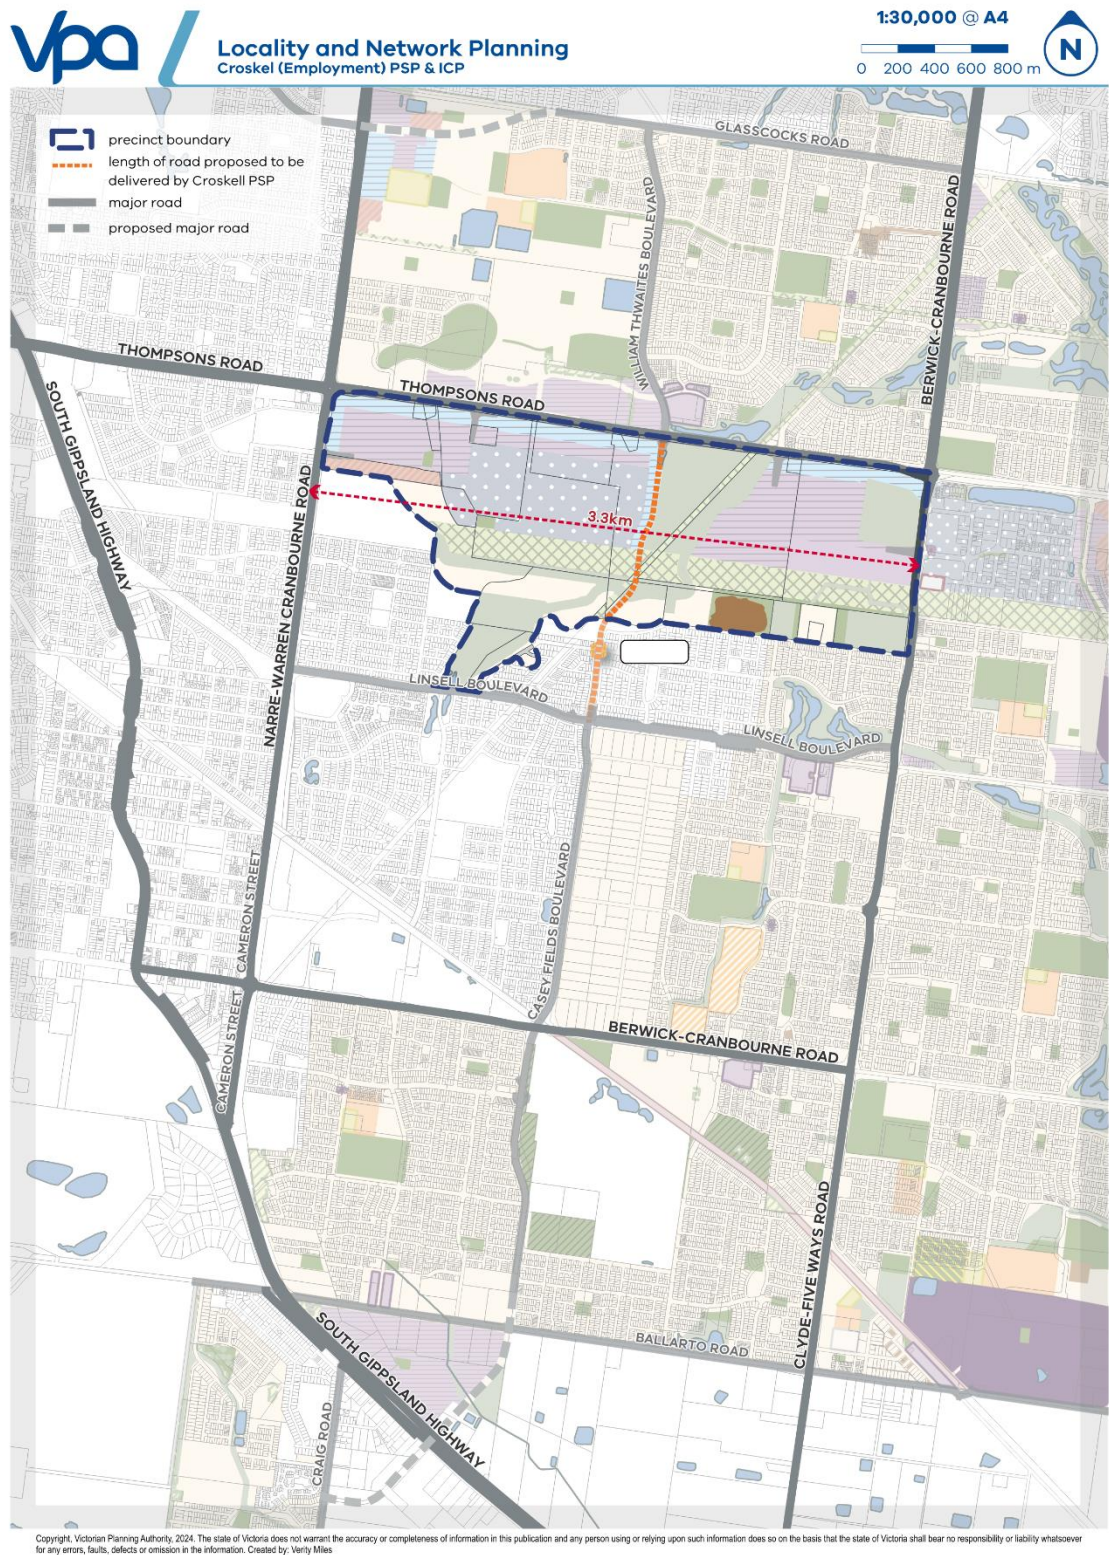 vpa
Locality and Network Planning
Croskel (Employment) PSP & ICP
1:30,000 @ A4
0 200 400 600 800 m
N
precinct boundary
length of road proposed to be
delivered by Croskell PSP
major road
proposed major road
GLASSCOCKS ROAD
WILLIAM THWAITES BOULEVARD
BERWICK-CRANBOURNE ROAD
THOMPSONS ROAD
THOMPSONS ROAD
SOUTH GIPPSLAND HIGHWAY
NARRE-WARREN CRANBOURNE ROAD
3.3km
LINSELL BOULEVARD
LINSELL BOULEVARD
CASEY FIELDS BOULEVARD
CAMERON STREET
CAMERON STREET
BERWICK-CRANBOURNE ROAD
CLYDE-FIVE WAYS ROAD
SOUTH GIPPSLAND HIGHWAY
BALLARTO ROAD
CRAIG ROAD
Copyright, Victorian Planning Authority, 2024. The state of Victoria does not warrant the accuracy or completeness of information in this publication and any person using or relying upon such information does so on the basis that the state of Victoria shall bear no responsibility or liability whatsoever
for any errors, faults, defects or omission in the information. Created by: Verity Miles